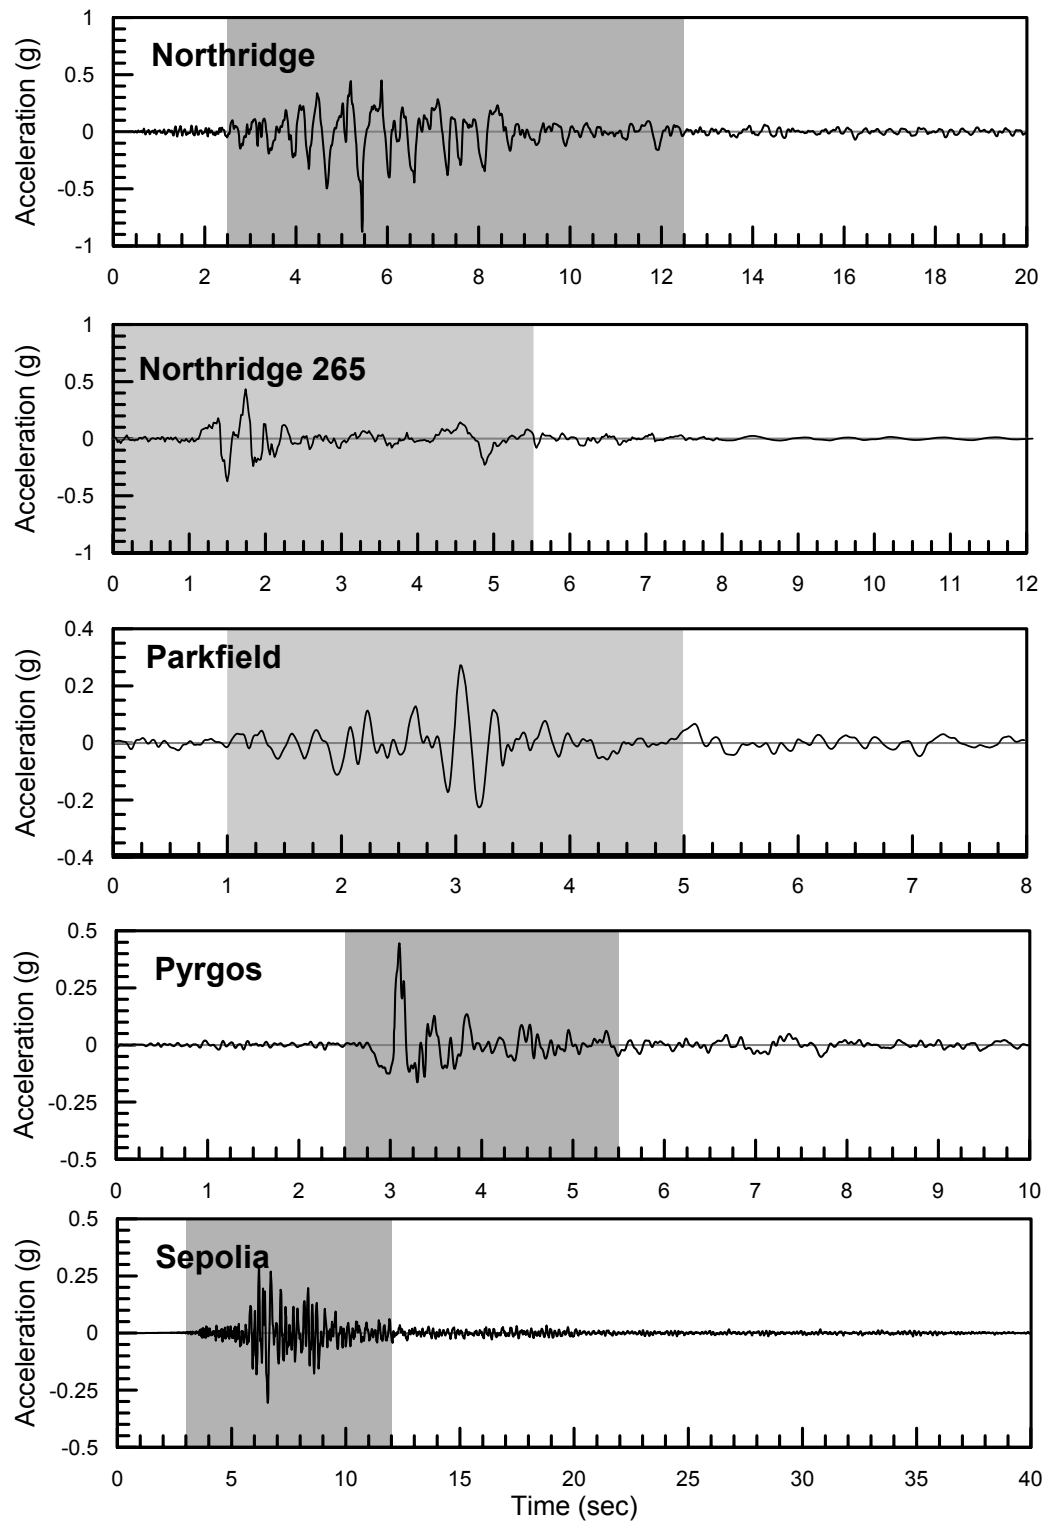 Northridge
Acceleration (g)
1
0.5
0
-0.5
-1
0 2 4 6 8 10 12 14 16 18 20
Northridge 265
Acceleration (g)
1
0.5
0
-0.5
-1
0 1 2 3 4 5 6 7 8 9 10 11 12
Parkfield
Acceleration (g)
0.4
0.2
0
-0.2
-0.4
0 1 2 3 4 5 6 7 8
Pyrgos
Acceleration (g)
0.5
0.25
0
-0.25
-0.5
0 1 2 3 4 5 6 7 8 9 10
Sepolia
Acceleration (g)
0.5
0.25
0
-0.25
-0.5
0 5 10 15 20 25 30 35 40
Time (sec)